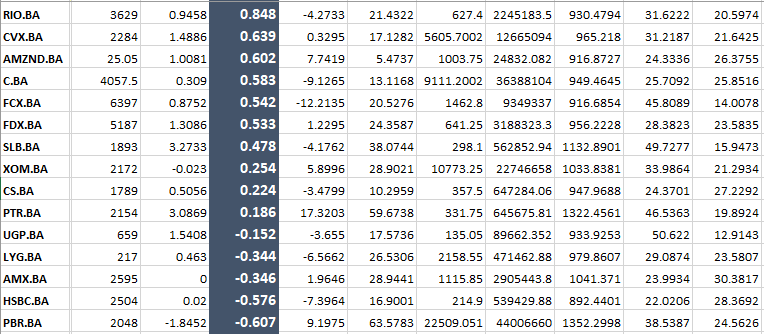 RIO.BA 3629 0.9458 0.848 -4.2733 21.4322 627.4 2245183.5 930.4794 31.6222 20.5974
CVX.BA 2284 1.4886 0.639 0.3295 17.1282 5605.7002 12665094 965.218 31.2187 21.6425
AMZND.BA 25.05 1.0081 0.602 7.7419 5.4737 1003.75 24832.082 916.8727 24.3336 26.3755
C.BA 4057.5 0.309 0.583 -9.1265 13.1168 9111.2002 36388104 949.4645 25.7092 25.8516
FCX.BA 6397 0.8752 0.542 -12.2135 20.5276 1462.8 9349337 916.6854 45.8089 14.0078
FDX.BA 5187 1.3086 0.533 1.2295 24.3587 641.25 3188322.3 956.2228 28.3823 23.5835
SLB.BA 1893 3.2733 0.478 -4.1762 38.0744 298.1 562852.94 1132.8901 49.7277 15.9473
XOM.BA 2172 -0.023 0.254 5.8996 28.9021 10773.25 22746658 1033.8381 33.9864 21.2934
CS.BA 1789 0.5056 0.224 -3.4799 10.2959 357.5 647284.06 947.9688 24.3701 27.2292
PTR.BA 2154 3.0869 0.186 17.3203 59.6738 331.75 645675.81 1322.4561 46.5363 19.8924
UGP.BA 659 1.5408 -0.152 -3.655 17.5736 135.05 89662.352 933.9253 50.622 12.9143
LYG.BA 217 0.463 -0.344 -6.5662 26.5306 2158.55 471462.88 979.8607 29.0874 23.5807
AMX.BA 2595 0 -0.346 1.9646 28.9441 1115.85 2905443.8 1041.371 23.9934 30.3817
HSBC.BA 2504 0.02 -0.576 -7.3964 16.9001 214.9 539429.88 892.4401 22.0206 28.3692
PBR.BA 2048 -1.8452 -0.607 9.1975 63.5783 22509.051 44006660 1352.2998 38.5387 24.5626